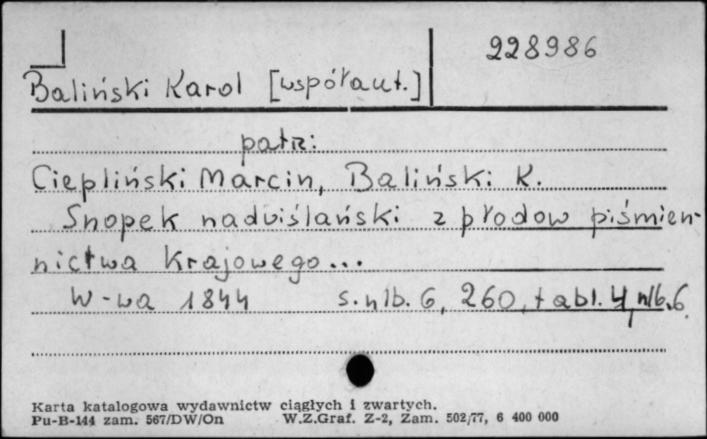 228986
Baliński Karol [współaut.]
patrz:
Ciepliński Marcin, Baliński K.
Snopek nadwiślański z płodow piśmien-
nictwa krajowego...
W-wa 1844 s. nlb. 6, 260, tabl. 4, nlb. 6
Karta katalogowa wydawnictw ciągłych i zwartych.
Pu-B-144 zam. 567/DW/On W.Z.Graf. Z-2, Zam. 502/77, 6 400 000